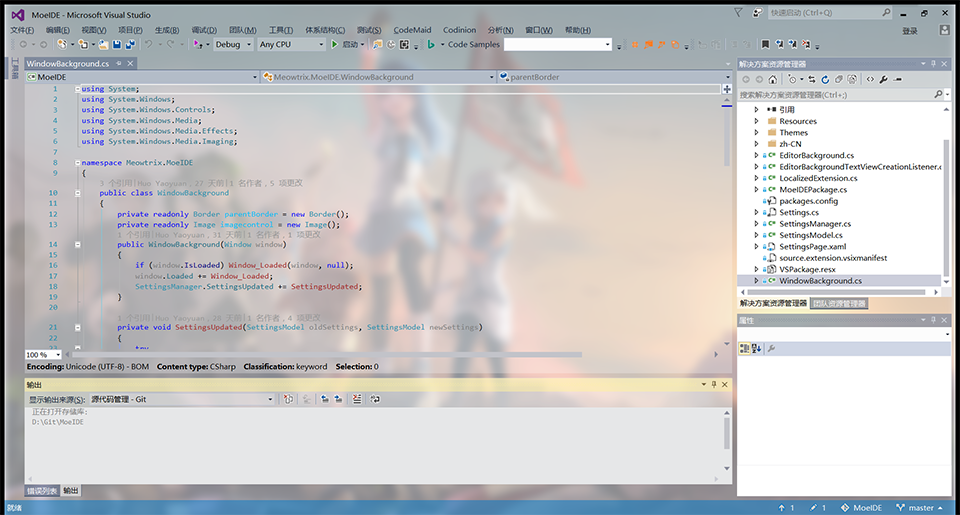 MoeIDE - Microsoft Visual Studio
快速启动 (Ctrl+Q)
文件(F) 编辑(E) 视图(V) 项目(P) 生成(B) 调试(D) 团队(M) 工具(T) 体系结构(C) 测试(S) CodeMaid Codinion 分析(N) 窗口(W) 帮助(H)
登录
Debug Any CPU 启动 Code Samples
工具箱
WindowBackground.cs
MoeIDE Meowtrix.MoeIDE.WindowBackground parentBorder
1 using System;
2 using System.Windows;
3 using System.Windows.Controls;
4 using System.Windows.Media;
5 using System.Windows.Media.Effects;
6 using System.Windows.Media.Imaging;
7
8 namespace Meowtrix.MoeIDE
9 {
3 个引用|Huo Yaoyuan，27 天前|1 名作者，5 项更改
10 public class WindowBackground
11 {
12 private readonly Border parentBorder = new Border();
13 private readonly Image imagecontrol = new Image();
1 个引用|Huo Yaoyuan，31 天前|1 名作者，1 项更改
14 public WindowBackground(Window window)
15 {
16 if (window.IsLoaded) Window_Loaded(window, null);
17 window.Loaded += Window_Loaded;
18 SettingsManager.SettingsUpdated += SettingsUpdated;
19 }
20
1 个引用|Huo Yaoyuan，28 天前|1 名作者，4 项更改
21 private void SettingsUpdated(SettingsModel oldSettings, SettingsModel newSettings)
22 {
23 try
100 %
Encoding: Unicode (UTF-8) - BOM Content type: CSharp Classification: keyword Selection: 0
输出
显示输出来源(S): 源代码管理 - Git
正在打开存储库:
D:\Git\MoeIDE
错误列表 输出
解决方案资源管理器
搜索解决方案资源管理器(Ctrl+;)
引用
Resources
Themes
zh-CN
EditorBackground.cs
EditorBackgroundTextViewCreationListener.c
LocalizedExtension.cs
MoeIDEPackage.cs
packages.config
Settings.cs
SettingsManager.cs
SettingsModel.cs
SettingsPage.xaml
source.extension.vsixmanifest
VSPackage.resx
WindowBackground.cs
解决方案资源管理器 团队资源管理器
属性
就绪
1 1 MoeIDE master